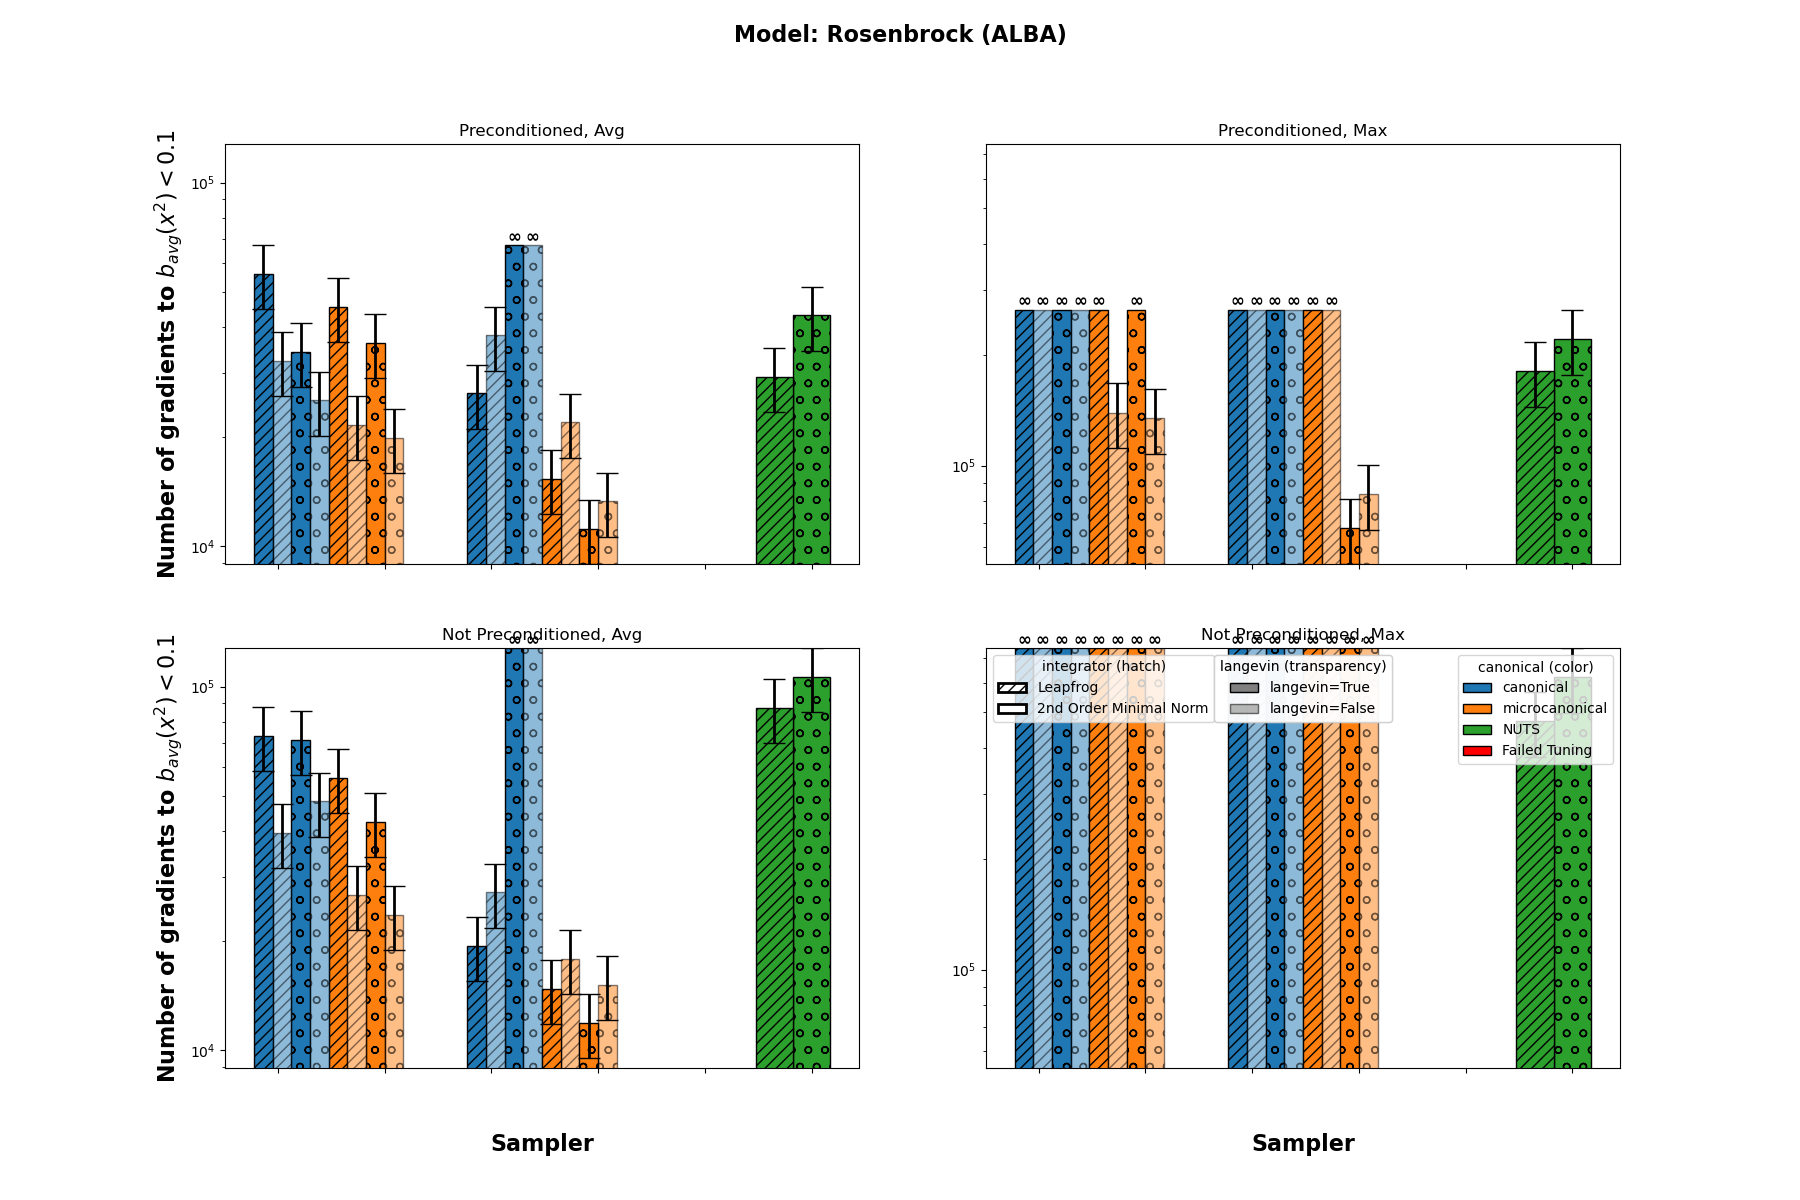 Model: Rosenbrock (ALBA)
Preconditioned, Avg
Preconditioned, Max
Number of gradients to b_{avg}(x^2) < 0.1
10^5
10^4
∞ ∞
10^5
∞ ∞ ∞ ∞ ∞ ∞
∞ ∞ ∞ ∞ ∞ ∞
Not Preconditioned, Avg
Not Preconditioned, Max
Number of gradients to b_{avg}(x^2) < 0.1
10^5
10^4
∞ ∞
10^5
∞ ∞ ∞ ∞ ∞ ∞ ∞ ∞
∞ ∞ ∞ ∞ ∞ ∞ ∞ ∞
integrator (hatch)
Leapfrog
2nd Order Minimal Norm
langevin (transparency)
langevin=True
langevin=False
canonical (color)
canonical
microcanonical
NUTS
Failed Tuning
Sampler
Sampler